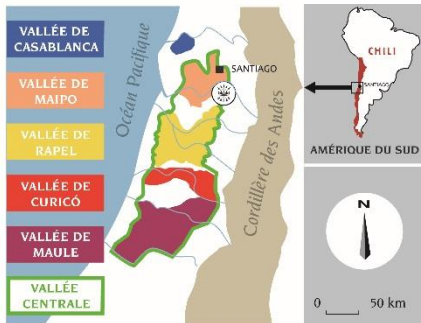 VALLÉE DE
CASABLANCA
VALLÉE DE
MAIPO
VALLÉE DE
RAPEL
VALLÉE DE
CURICÓ
VALLÉE DE
MAULE
VALLÉE
CENTRALE
Océan Pacifique
SANTIAGO
Cordillère des Andes
CHILI
SANTIAGO
AMÉRIQUE DU SUD
N
0 50 km